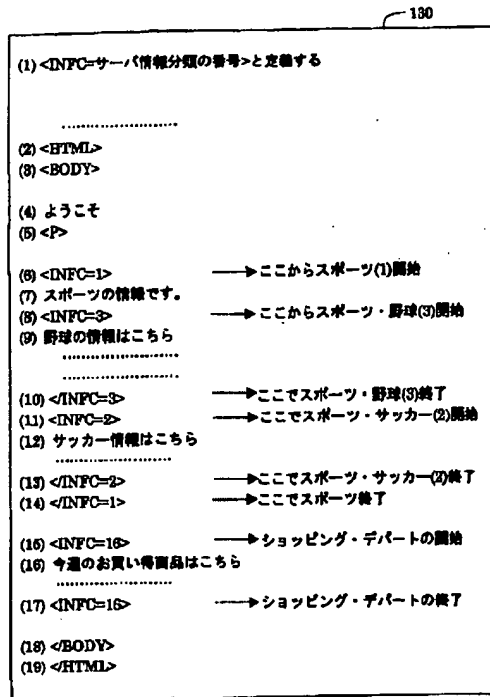 130
(1) <INFC=サーバ情報分類の番号>と定義する
....................
(2) <HTML>
(3) <BODY>
(4) ようこそ
(5) <P>
(6) <INFC=1> →ここからスポーツ(1)開始
(7) スポーツの情報です。
(8) <INFC=3> →ここからスポーツ・野球(3)開始
(9) 野球の情報はこちら
....................
....................
(10) </INFC=3> →ここでスポーツ・野球(3)終了
(11) <INFC=2> →ここでスポーツ・サッカー(2)開始
(12) サッカー情報はこちら
....................
(13) </INFC=2> →ここでスポーツ・サッカー(2)終了
(14) </INFC=1> →ここでスポーツ終了
(15) <INFC=16> →ショッピング・デパートの開始
(16) 今週のお買い得商品はこちら
....................
(17) <INFC=16> →ショッピング・デパートの終了
(18) </BODY>
(19) </HTML>